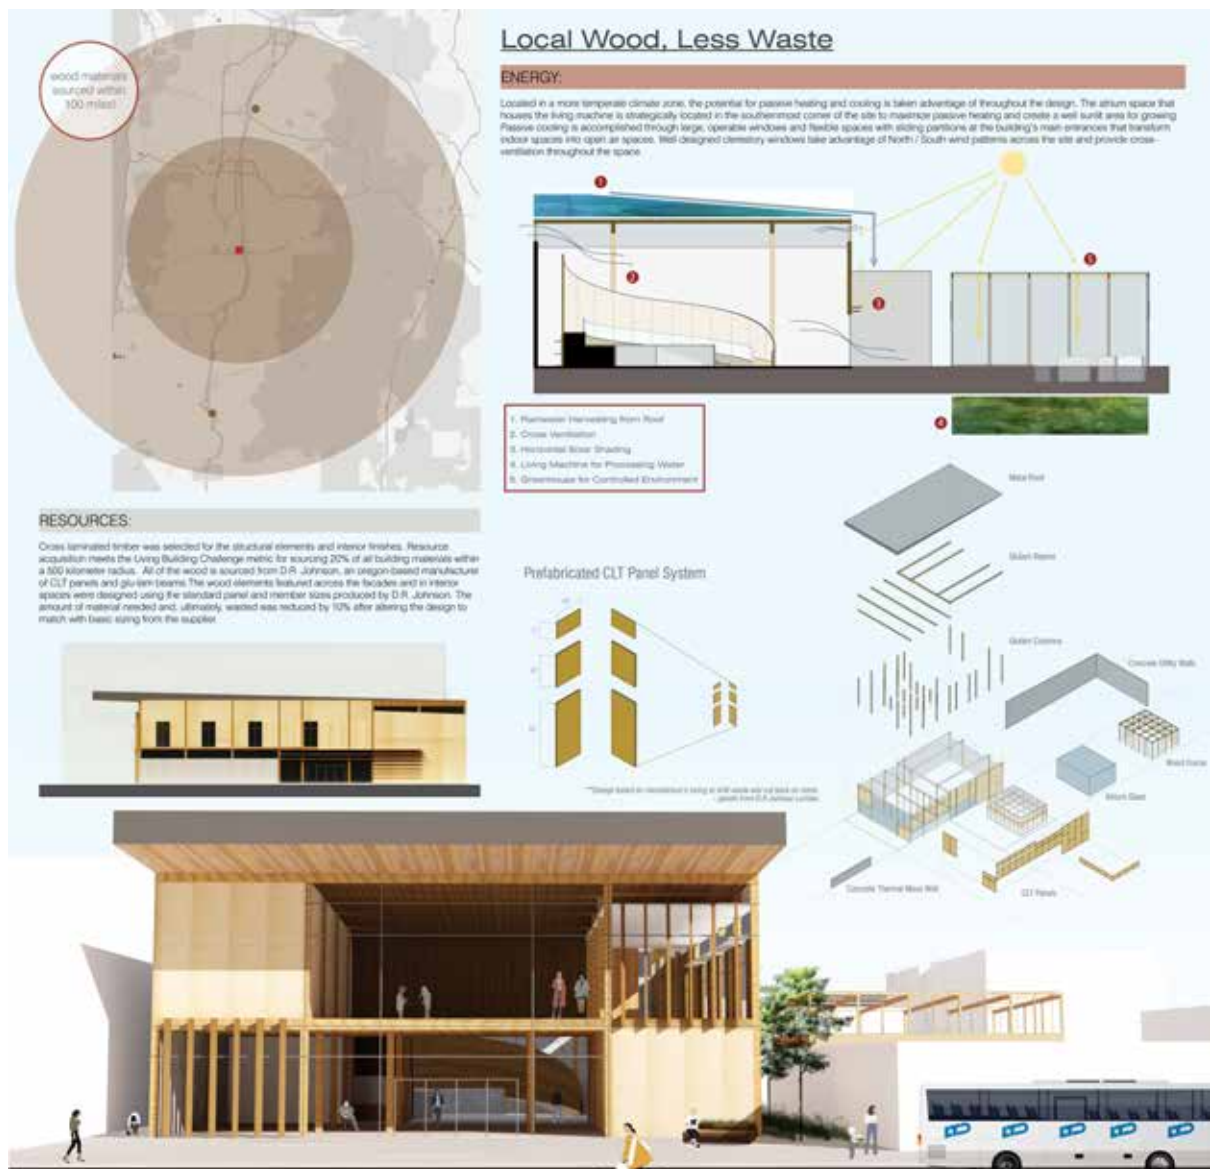 wood materials
sourced within
100 miles!
Local Wood, Less Waste
ENERGY:
Located in a more temperate climate zone, the potential for passive heating and cooling is taken advantage of throughout the design. The atrium space that
houses the living machine is strategically located in the southernmost corner of the site to maximize passive heating and create a well sunlit area for growing
Passive cooling is accomplished through large, operable windows and flexible spaces with sliding partitions at the building's main entrances that transform
indoor spaces into open air spaces. Well designed clerestory windows take advantage of North / South wind patterns across the site and provide cross-
ventilation throughout the space.
1
2
3
5
4
1. Rainwater Harvesting from Roof
2. Cross Ventilation
3. Horizontal Solar Shading
4. Living Machine for Processing Water
5. Greenhouse for Controlled Environment
RESOURCES:
Cross laminated timber was selected for the structural elements and interior finishes. Resource
acquisition meets the Living Building Challenge metric for sourcing 20% of all building materials within
a 500 kilometer radius. All of the wood is sourced from D.R. Johnson, an oregon-based manufacturer
of CLT panels and glu-lam beams. The wood elements featured across the facades and in interior
spaces were designed using the standard panel and member sizes produced by D.R. Johnson. The
amount of material needed and, ultimately, wasted was reduced by 10% after altering the design to
match with basic sizing from the supplier.
Prefabricated CLT Panel System
Metal Roof
Glulam Beams
Glulam Columns
Concrete Utility Walls
Wood Frame
Atrium Glass
Concrete Thermal Mass Wall
CLT Panels